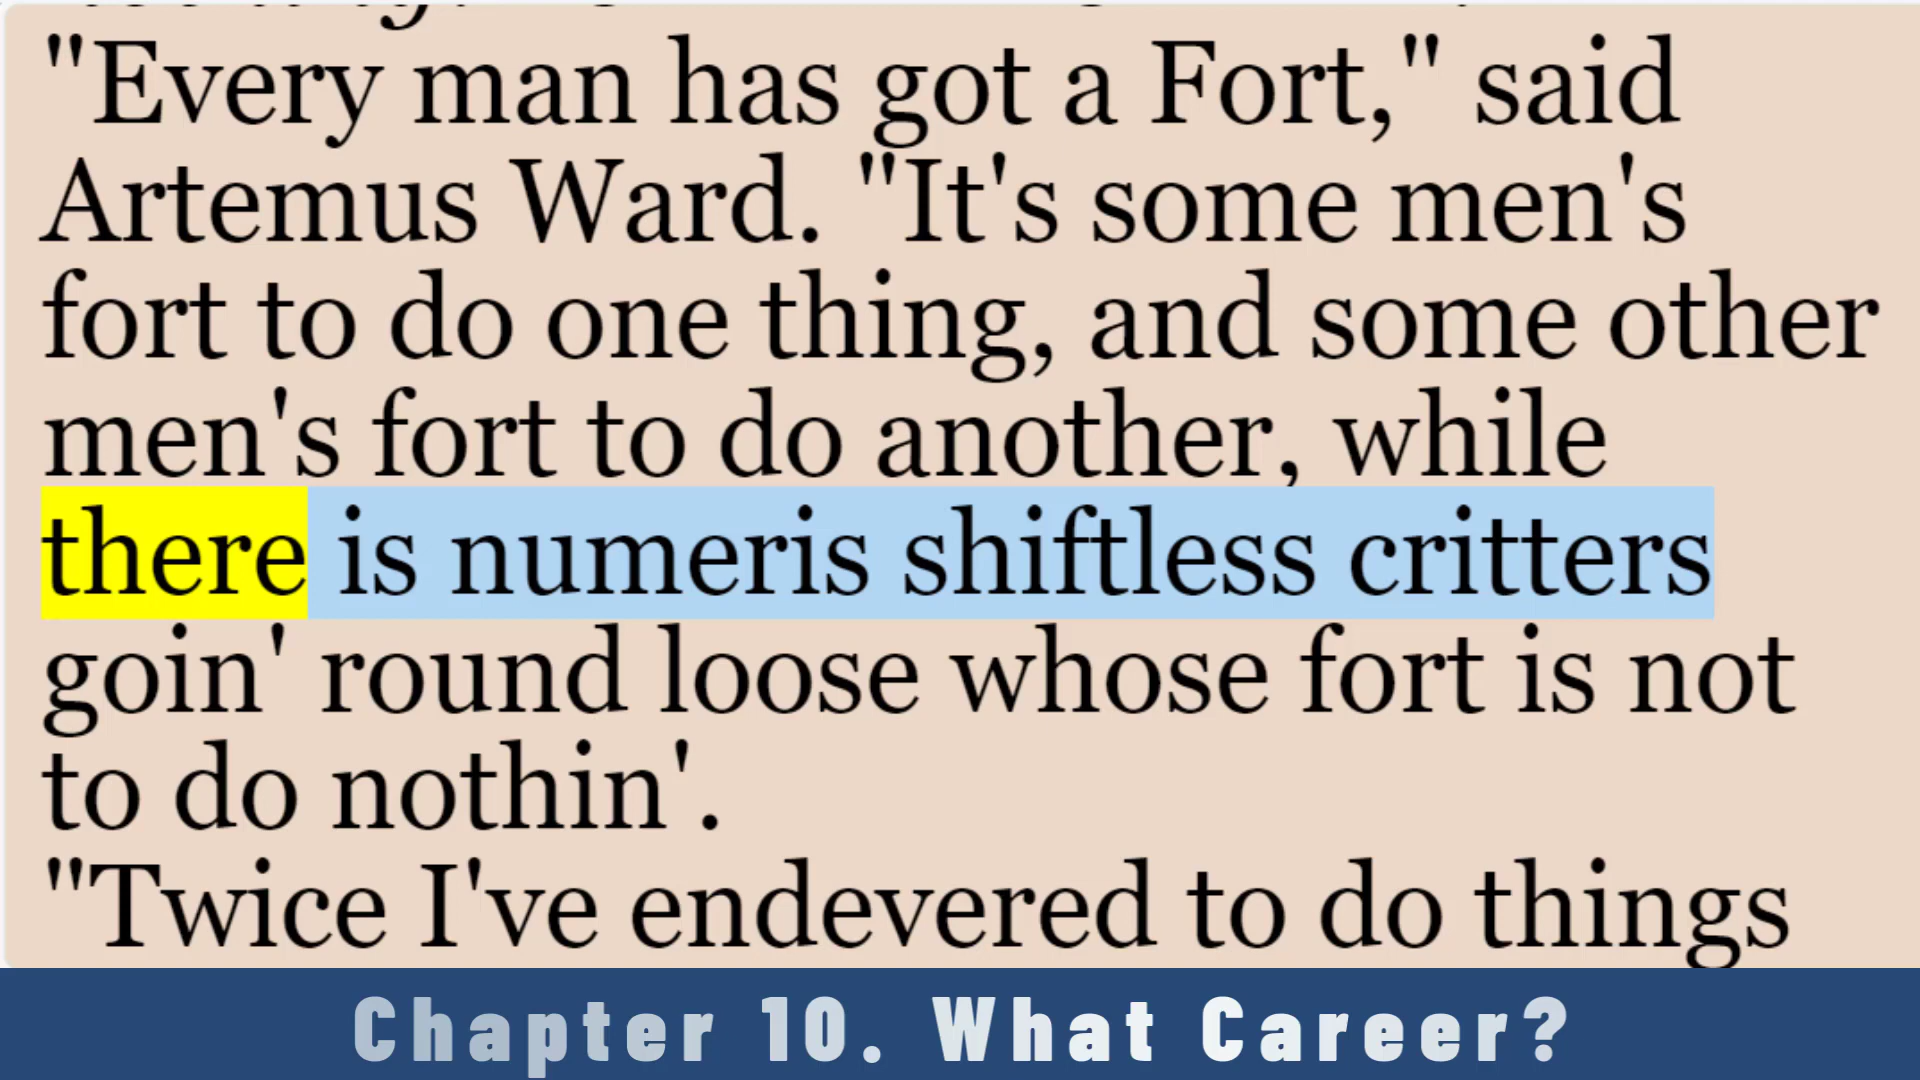 "Every man has got a Fort," said
Artemus Ward. "It's some men's
fort to do one thing, and some other
men's fort to do another, while
there is numeris shiftless critters
goin' round loose whose fort is not
to do nothin'.
"Twice I've endevered to do things
Chapter 10. What Career?